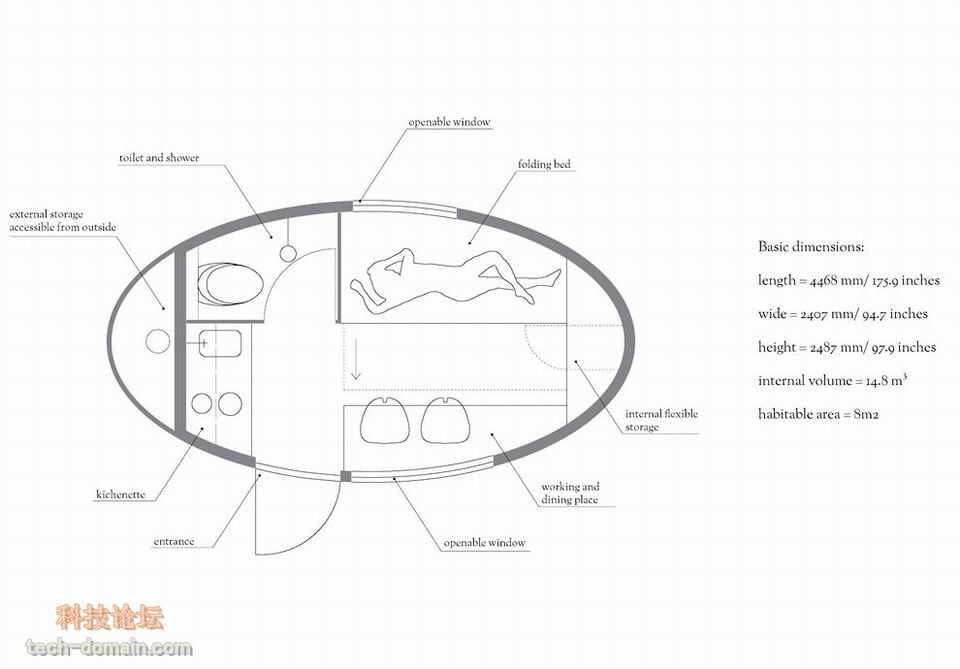 openable window
toilet and shower
folding bed
external storage
accessible from outside
Basic dimensions:
length = 4468 mm/ 175.9 inches
wide = 2407 mm/ 94.7 inches
height = 2487 mm/ 97.9 inches
internal volume = 14.8 m³
habitable area = 8m2
internal flexible
storage
kichenette
working and
dining place
entrance
openable window
科技论坛
tech-domain.com